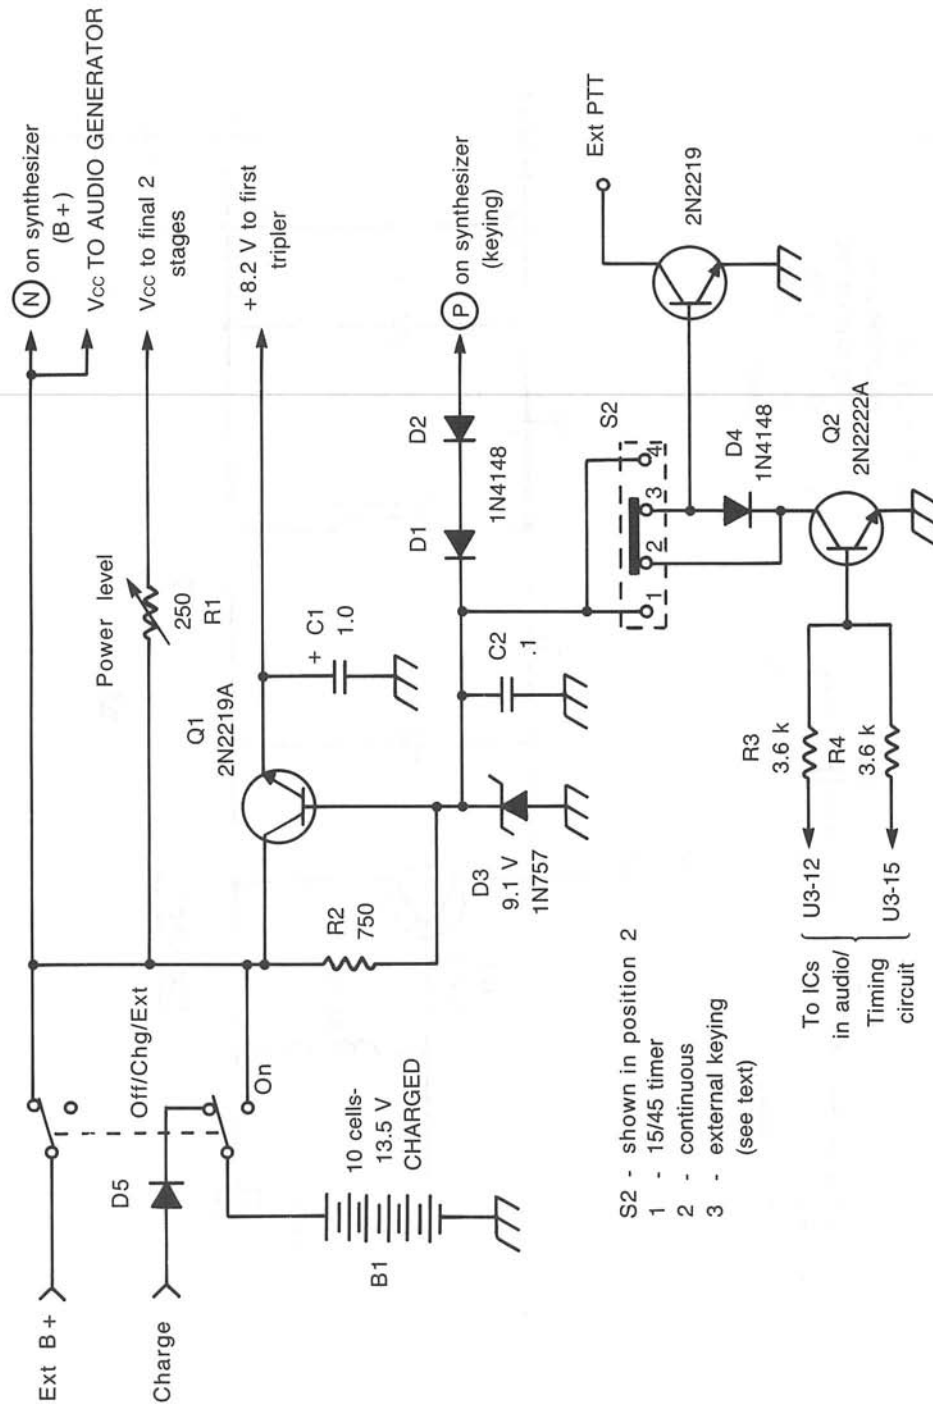 Ext B+
Charge
D5
Off/Chg/Ext
On
10 cells-
13.5 V
CHARGED
B1
N on synthesizer
(B+)
Vcc TO AUDIO GENERATOR
Power level
250
R1
Vcc to final 2
stages
Q1
2N2219A
+8.2 V to first
tripler
+ C1
1.0
R2
750
D3
9.1 V
1N757
C2
.1
D1
D2
1N4148
P on synthesizer
(keying)
S2
1
2
3
4
Ext PTT
2N2219
D4
1N4148
Q2
2N2222A
R3
3.6 k
R4
3.6 k
U3-12
U3-15
To ICs
in audio/
Timing
circuit
S2 - shown in position 2
1 - 15/45 timer
2 - continuous
3 - external keying
(see text)